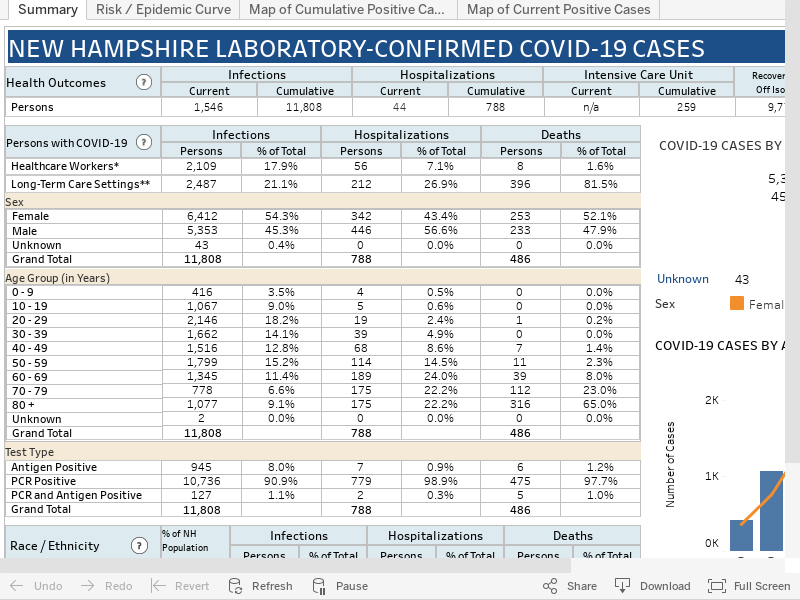 Summary Risk / Epidemic Curve Map of Cumulative Positive Ca... Map of Current Positive Cases
NEW HAMPSHIRE LABORATORY-CONFIRMED COVID-19 CASES
Health Outcomes ? Infections Hospitalizations Intensive Care Unit Recover
Current Cumulative Current Cumulative Current Cumulative Off Iso
Persons 1,546 11,808 44 788 n/a 259 9,7
Persons with COVID-19 ? Infections Hospitalizations Deaths
Persons % of Total Persons % of Total Persons % of Total
Healthcare Workers* 2,109 17.9% 56 7.1% 8 1.6%
Long-Term Care Settings** 2,487 21.1% 212 26.9% 396 81.5%
Sex
Female 6,412 54.3% 342 43.4% 253 52.1%
Male 5,353 45.3% 446 56.6% 233 47.9%
Unknown 43 0.4% 0 0.0% 0 0.0%
Grand Total 11,808 788 486
Age Group (in Years)
0 - 9 416 3.5% 4 0.5% 0 0.0%
10 - 19 1,067 9.0% 5 0.6% 0 0.0%
20 - 29 2,146 18.2% 19 2.4% 1 0.2%
30 - 39 1,662 14.1% 39 4.9% 0 0.0%
40 - 49 1,516 12.8% 68 8.6% 7 1.4%
50 - 59 1,799 15.2% 114 14.5% 11 2.3%
60 - 69 1,345 11.4% 189 24.0% 39 8.0%
70 - 79 778 6.6% 175 22.2% 112 23.0%
80 + 1,077 9.1% 175 22.2% 316 65.0%
Unknown 2 0.0% 0 0.0% 0 0.0%
Grand Total 11,808 788 486
Test Type
Antigen Positive 945 8.0% 7 0.9% 6 1.2%
PCR Positive 10,736 90.9% 779 98.9% 475 97.7%
PCR and Antigen Positive 127 1.1% 2 0.3% 5 1.0%
Grand Total 11,808 788 486
Race / Ethnicity ? % of NH Population Infections Hospitalizations Deaths
Persons % of Total Persons % of Total Persons % of Total
COVID-19 CASES BY
5,3
45
Unknown 43
Sex Femal
COVID-19 CASES BY A
Number of Cases
2K
1K
0K
Undo Redo Revert Refresh Pause Share Download Full Screen